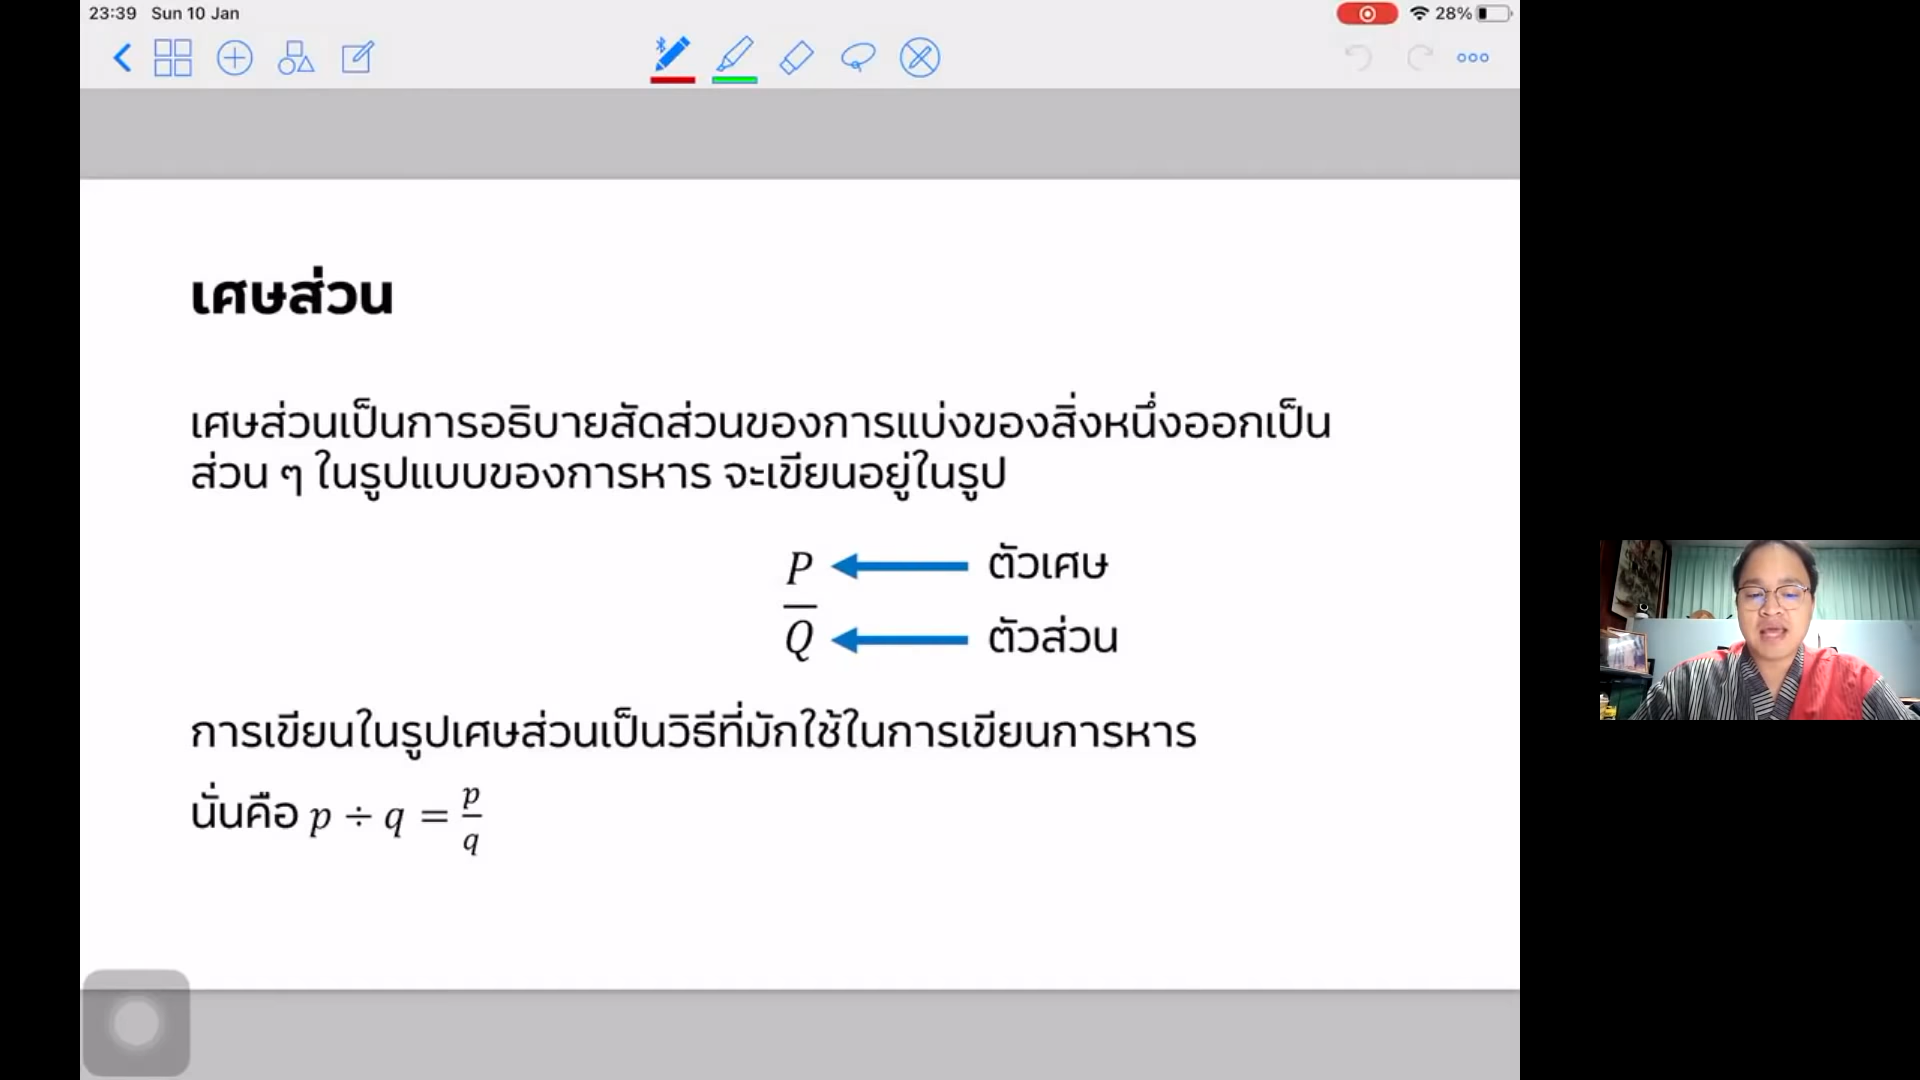 23:39 Sun 10 Jan 28%
เศษส่วน
เศษส่วนเป็นการอธิบายสัดส่วนของการแบ่งของสิ่งหนึ่งออกเป็น
ส่วน ๆ ในรูปแบบของการหาร จะเขียนอยู่ในรูป
P ตัวเศษ
Q ตัวส่วน
การเขียนในรูปเศษส่วนเป็นวิธีที่มักใช้ในการเขียนการหาร
นั่นคือ p ÷ q = p/q